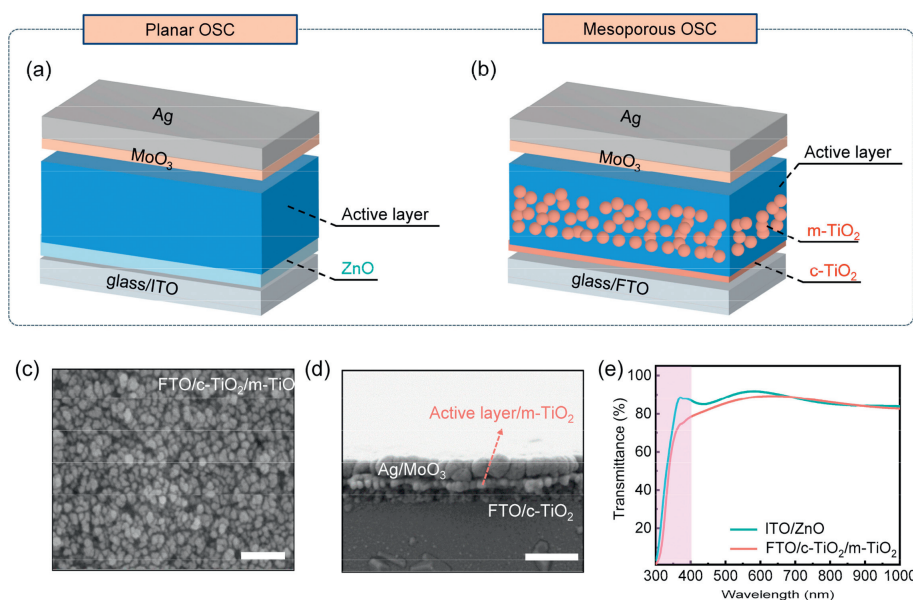 Planar OSC
Mesoporous OSC
(a)
Ag
MoO₃
Active layer
ZnO
glass/ITO
(b)
Ag
MoO₃
Active layer
m-TiO₂
c-TiO₂
glass/FTO
(c)
FTO/c-TiO₂/m-TiO
(d)
Active layer/m-TiO₂
Ag/MoO₃
FTO/c-TiO₂
(e)
Transmittance (%)
100
80
60
40
20
ITO/ZnO
FTO/c-TiO₂/m-TiO₂
300 400 500 600 700 800 900 1000
Wavelength (nm)